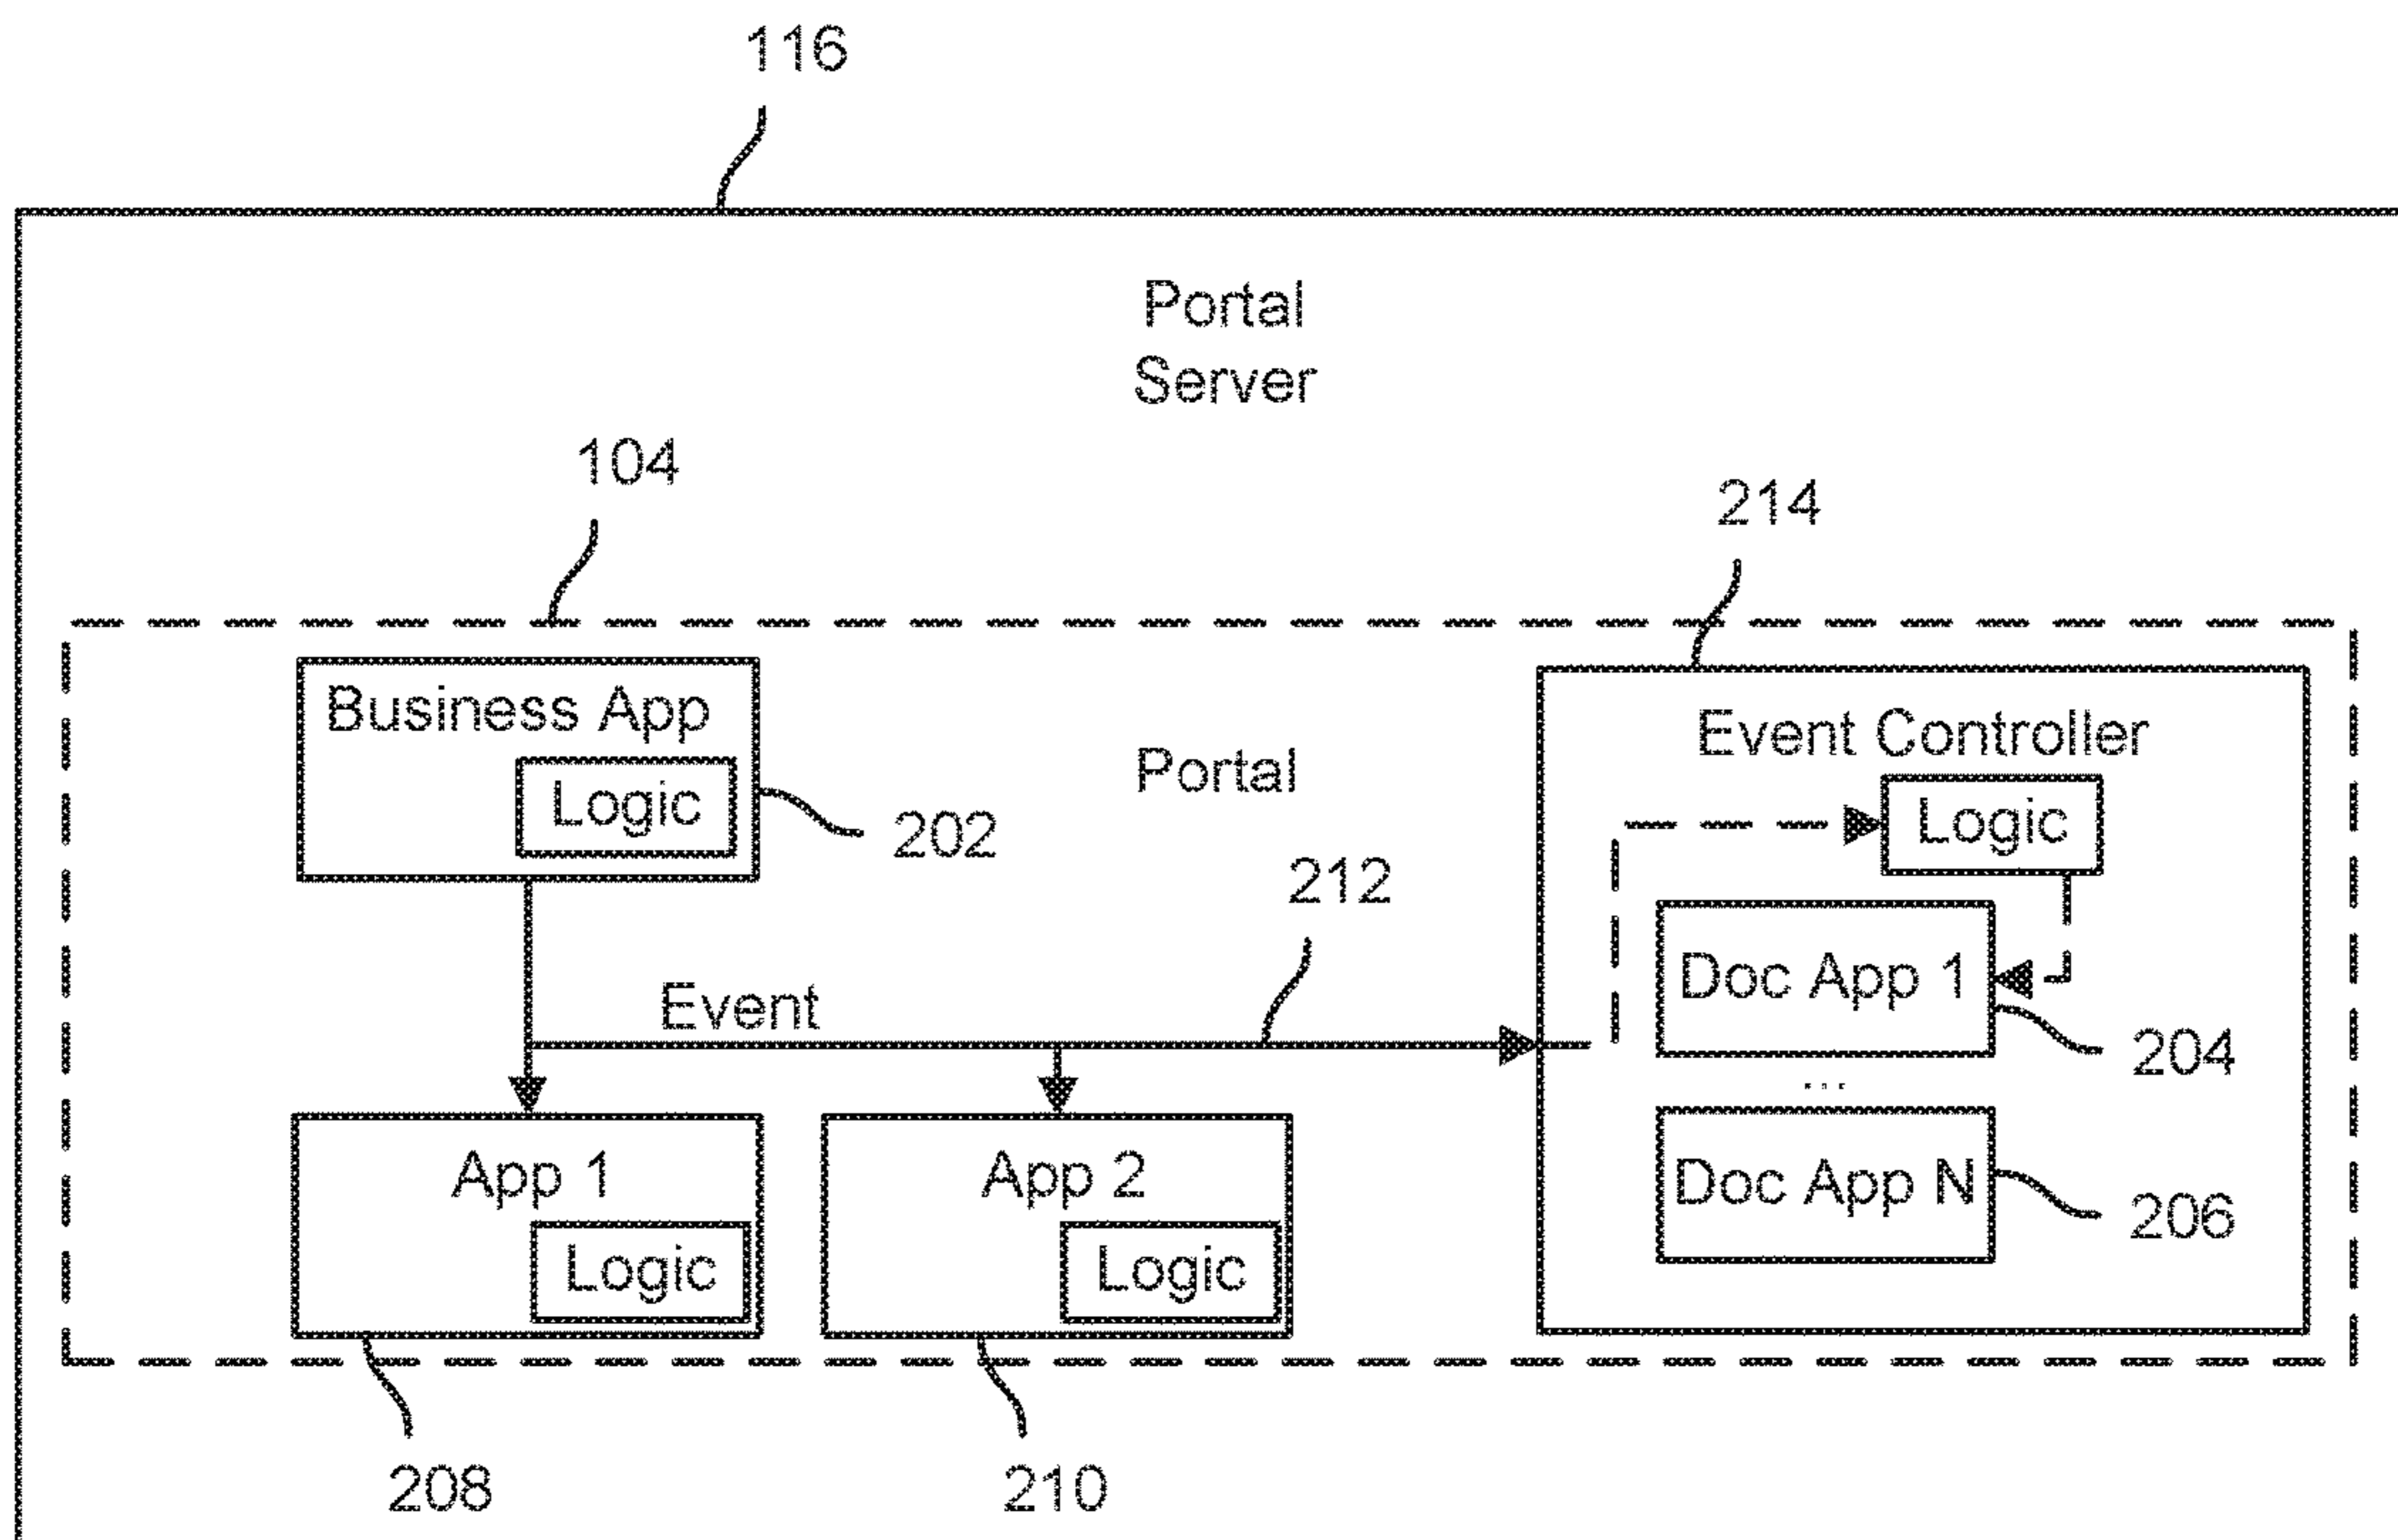 116
Portal
Server
104
214
Business App
Logic
202
Portal
Event Controller
Logic
212
Event
Doc App 1
204
...
Doc App N
206
App 1
Logic
App 2
Logic
208
210